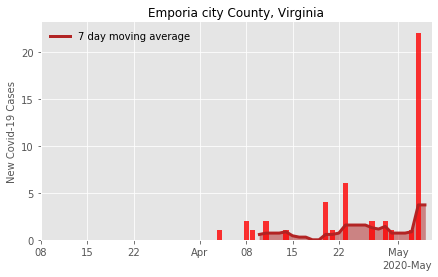 Emporia city County, Virginia
7 day moving average
New Covid-19 Cases
20
15
10
5
0
08 15 22 Apr 08 15 22 May
2020-May